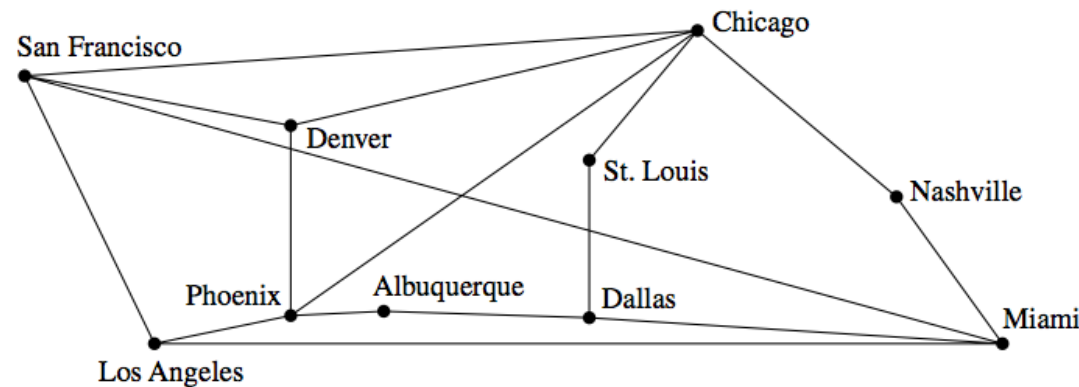 Chicago
San Francisco
Denver
St. Louis
Nashville
Phoenix
Albuquerque
Dallas
Miami
Los Angeles